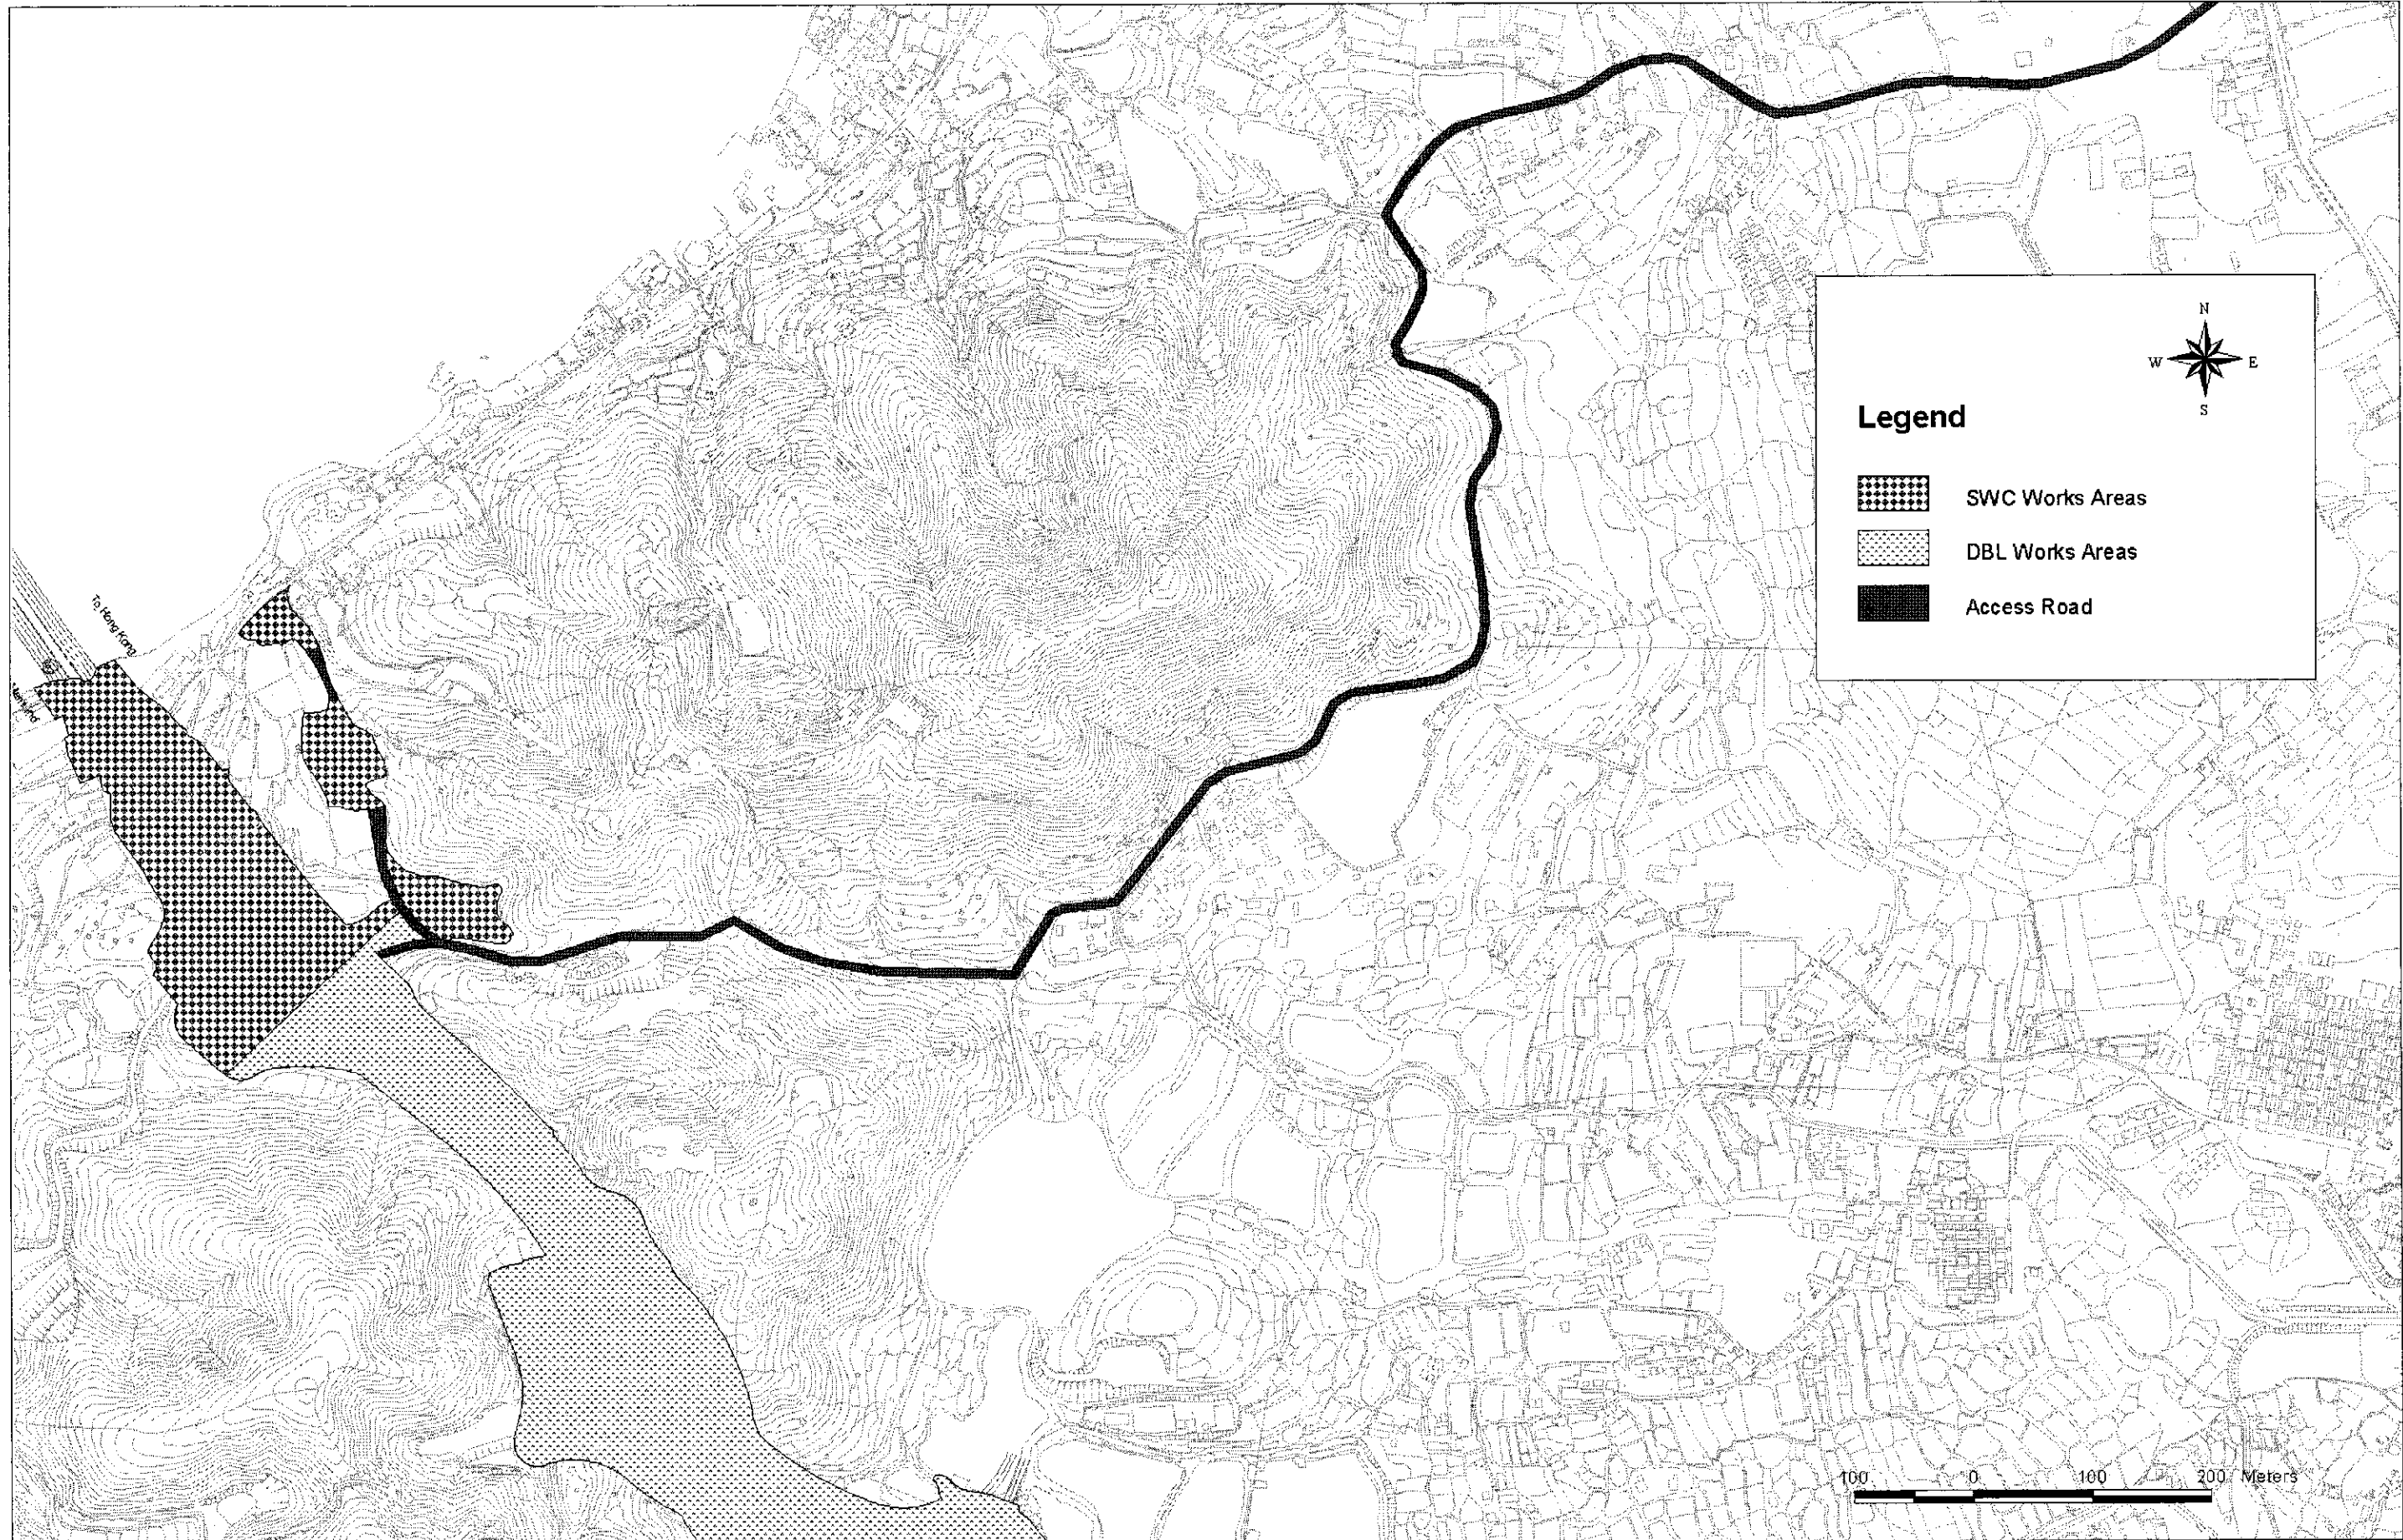 N
W E
S
Legend
SWC Works Areas
DBL Works Areas
Access Road
To Hong Kong
100 0 100 200 Meters